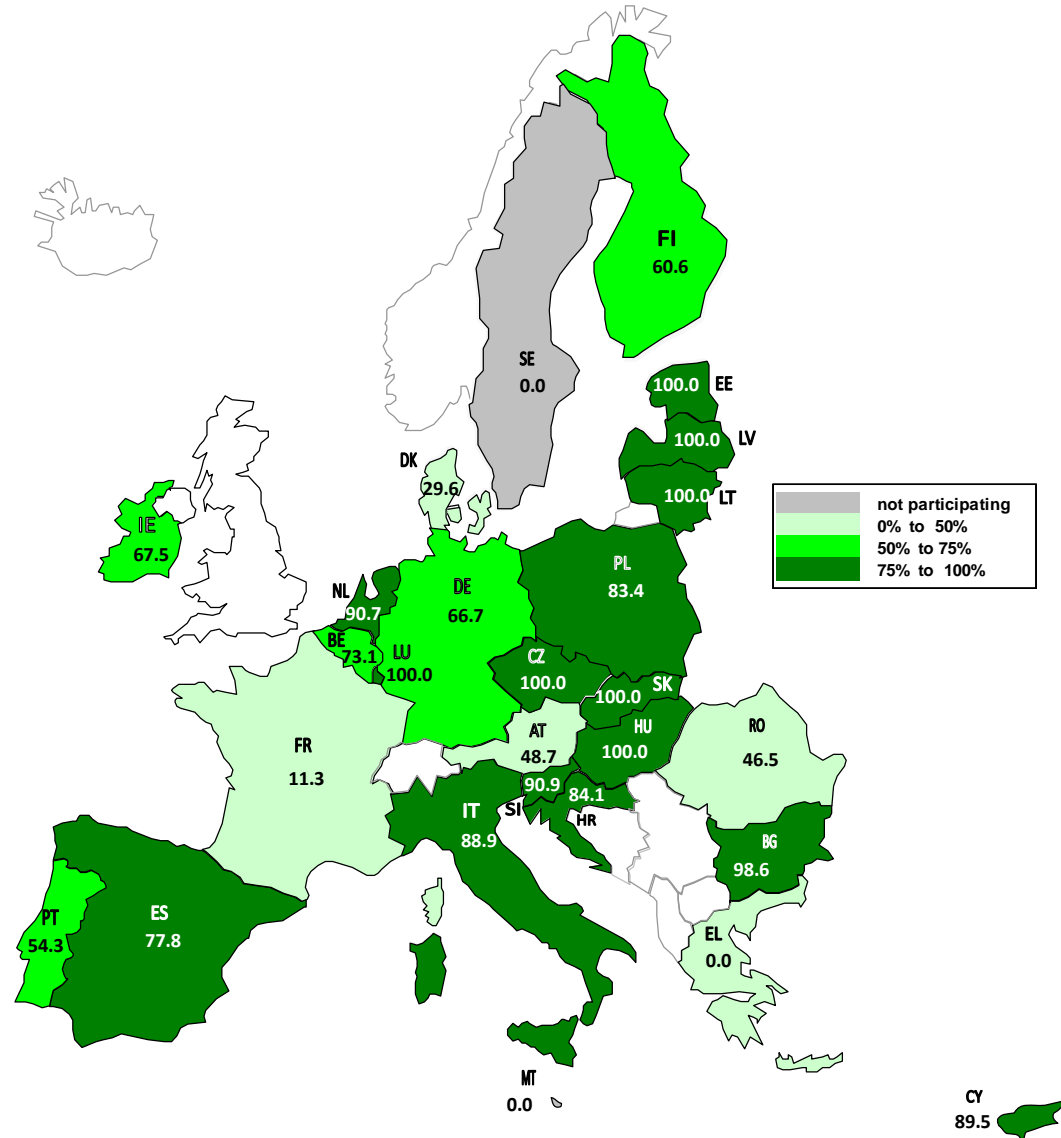 FI
60.6
SE
0.0
100.0 EE
100.0 LV
100.0 LT
DK
29.6
not participating
0% to 50%
50% to 75%
75% to 100%
IE
67.5
NL
90.7
DE
66.7
PL
83.4
BE
73.1
LU
100.0
CZ
100.0
SK
100.0
HU
100.0
AT
48.7
RO
46.5
FR
11.3
SI
90.9
84.1
HR
IT
88.9
BG
98.6
PT
54.3
ES
77.8
EL
0.0
MT
0.0
CY
89.5